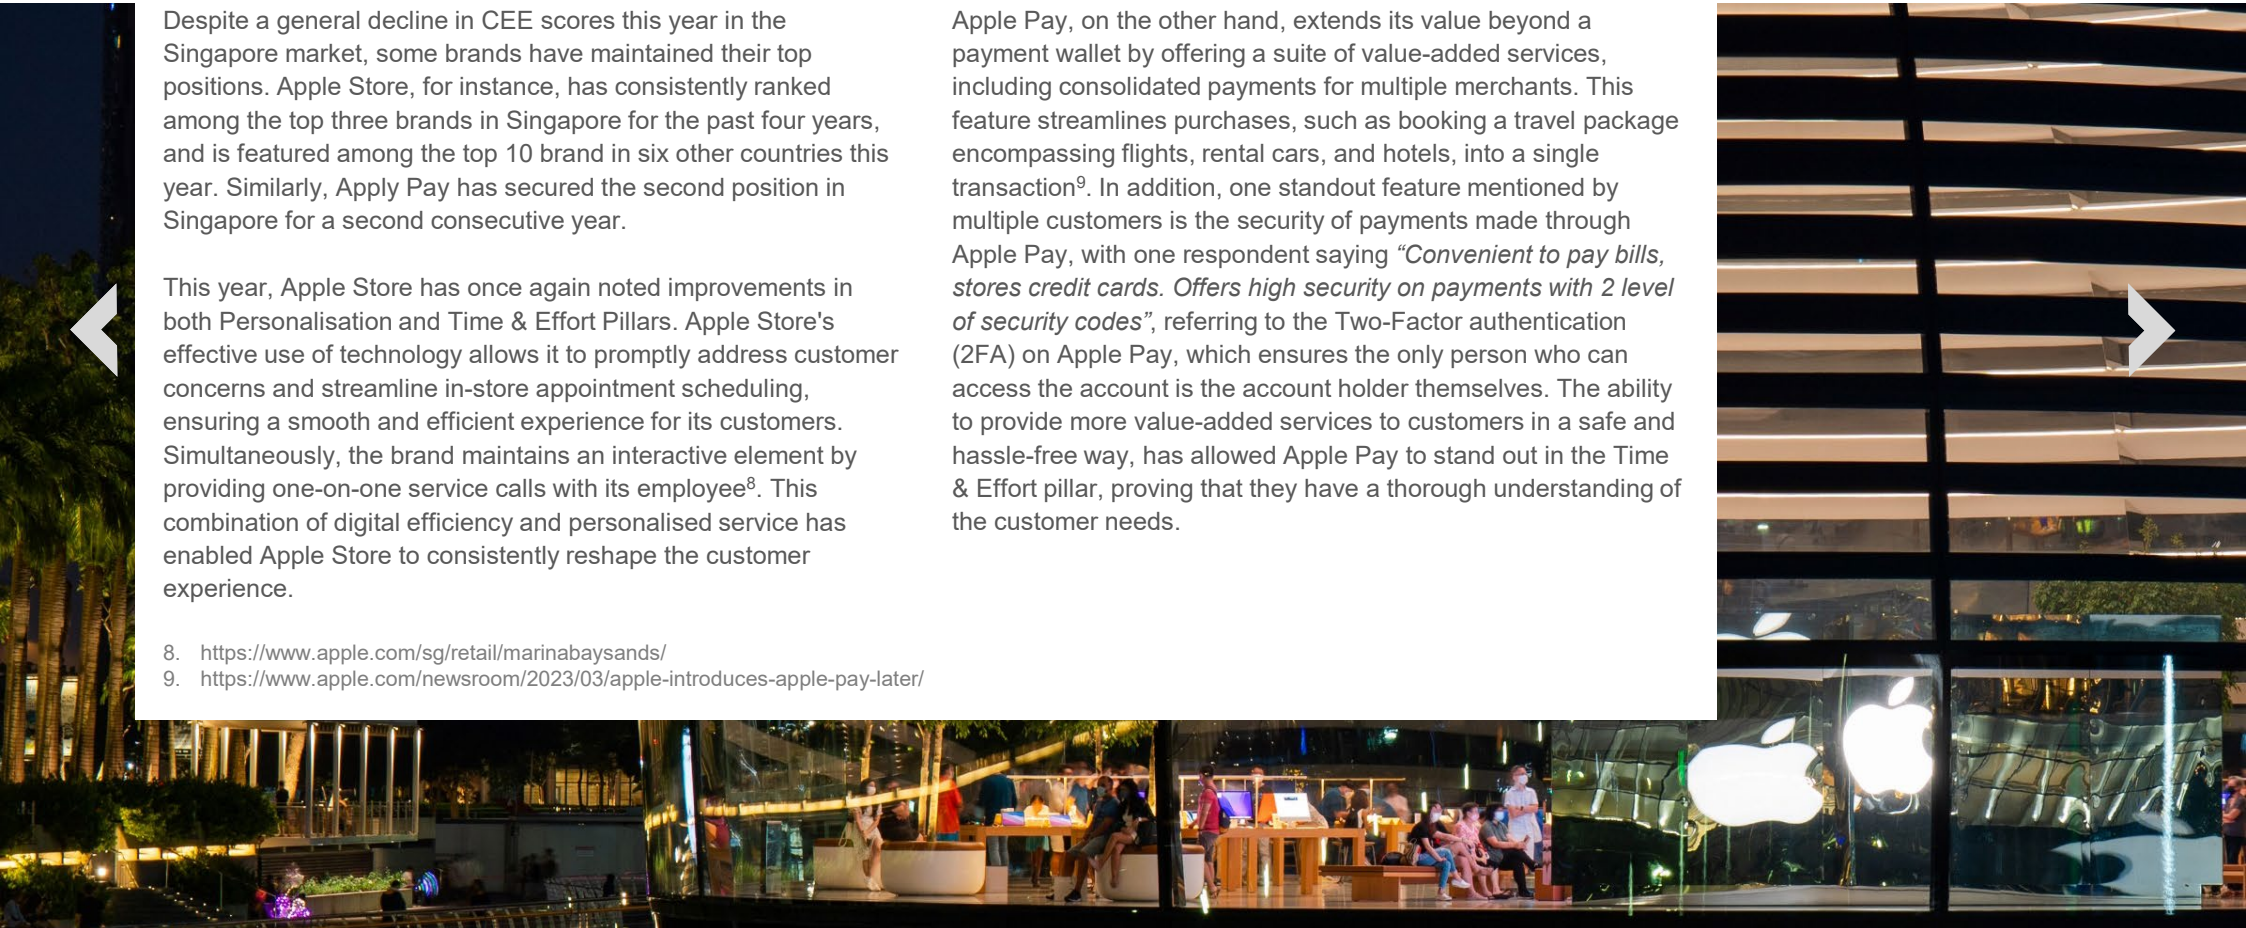 Despite a general decline in CEE scores this year in the
Singapore market, some brands have maintained their top
positions. Apple Store, for instance, has consistently ranked
among the top three brands in Singapore for the past four years,
and is featured among the top 10 brand in six other countries this
year. Similarly, Apply Pay has secured the second position in
Singapore for a second consecutive year.
This year, Apple Store has once again noted improvements in
both Personalisation and Time & Effort Pillars. Apple Store's
effective use of technology allows it to promptly address customer
concerns and streamline in-store appointment scheduling,
ensuring a smooth and efficient experience for its customers.
Simultaneously, the brand maintains an interactive element by
providing one-on-one service calls with its employee⁸. This
combination of digital efficiency and personalised service has
enabled Apple Store to consistently reshape the customer
experience.
Apple Pay, on the other hand, extends its value beyond a
payment wallet by offering a suite of value-added services,
including consolidated payments for multiple merchants. This
feature streamlines purchases, such as booking a travel package
encompassing flights, rental cars, and hotels, into a single
transaction⁹. In addition, one standout feature mentioned by
multiple customers is the security of payments made through
Apple Pay, with one respondent saying “Convenient to pay bills,
stores credit cards. Offers high security on payments with 2 level
of security codes”, referring to the Two-Factor authentication
(2FA) on Apple Pay, which ensures the only person who can
access the account is the account holder themselves. The ability
to provide more value-added services to customers in a safe and
hassle-free way, has allowed Apple Pay to stand out in the Time
& Effort pillar, proving that they have a thorough understanding of
the customer needs.
8. https://www.apple.com/sg/retail/marinabaysands/
9. https://www.apple.com/newsroom/2023/03/apple-introduces-apple-pay-later/